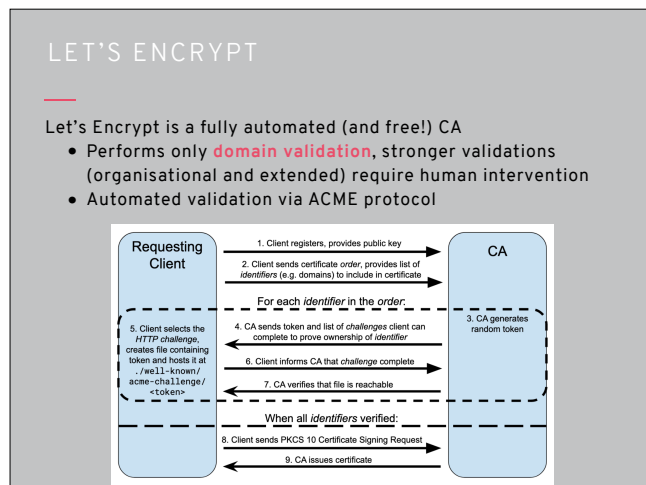 LET'S ENCRYPT
Let's Encrypt is a fully automated (and free!) CA
• Performs only domain validation, stronger validations
(organisational and extended) require human intervention
• Automated validation via ACME protocol
Requesting
Client
CA
1. Client registers, provides public key
2. Client sends certificate order, provides list of
identifiers (e.g. domains) to include in certificate
For each identifier in the order:
3. CA generates
random token
4. CA sends token and list of challenges client can
complete to prove ownership of identifier
5. Client selects the
HTTP challenge,
creates file containing
token and hosts it at
./well-known/
acme-challenge/
<token>
6. Client informs CA that challenge complete
7. CA verifies that file is reachable
When all identifiers verified:
8. Client sends PKCS 10 Certificate Signing Request
9. CA issues certificate